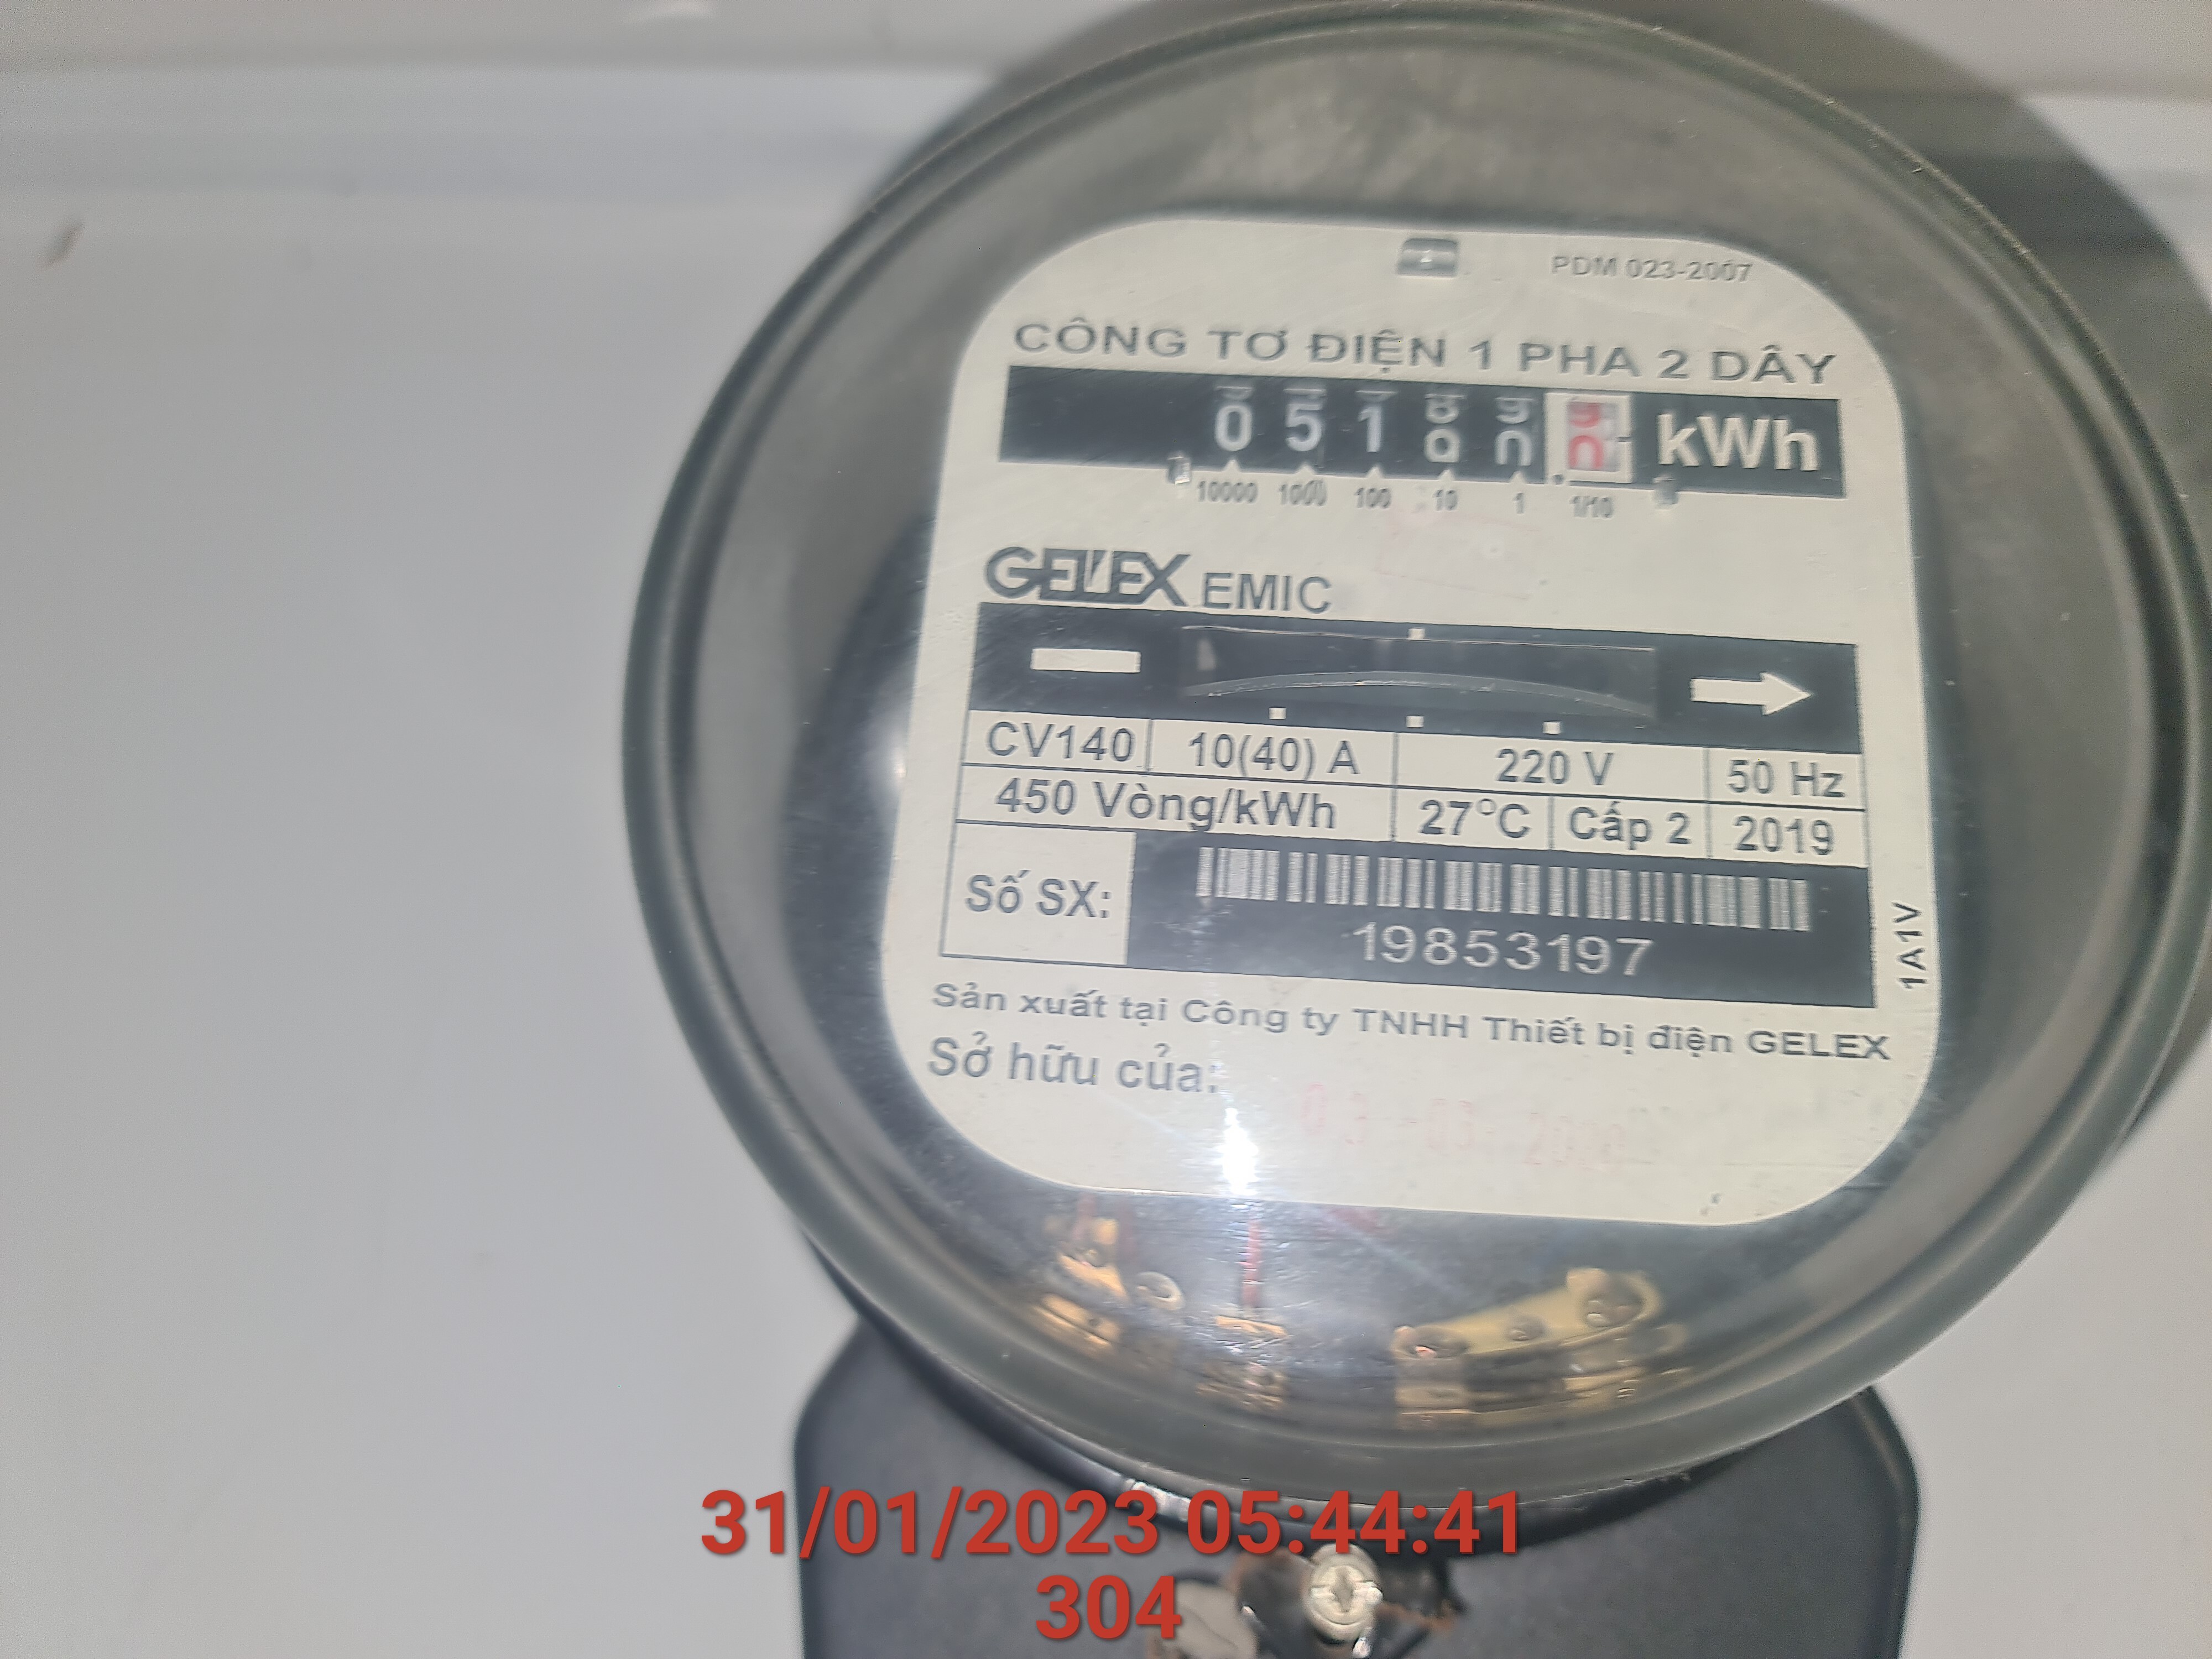 PDM 023-2007
CÔNG TƠ ĐIỆN 1 PHA 2 DÂY
051 kWh
10000 1000 100 10 1 1/10
GELEX EMIC
CV140 10(40) A 220 V 50 Hz
450 Vòng/kWh 27°C Cấp 2 2019
Số SX: 19853197
1A1V
Sản xuất tại Công ty TNHH Thiết bị điện GELEX
Sở hữu của:
31/01/2023 05:44:41
304